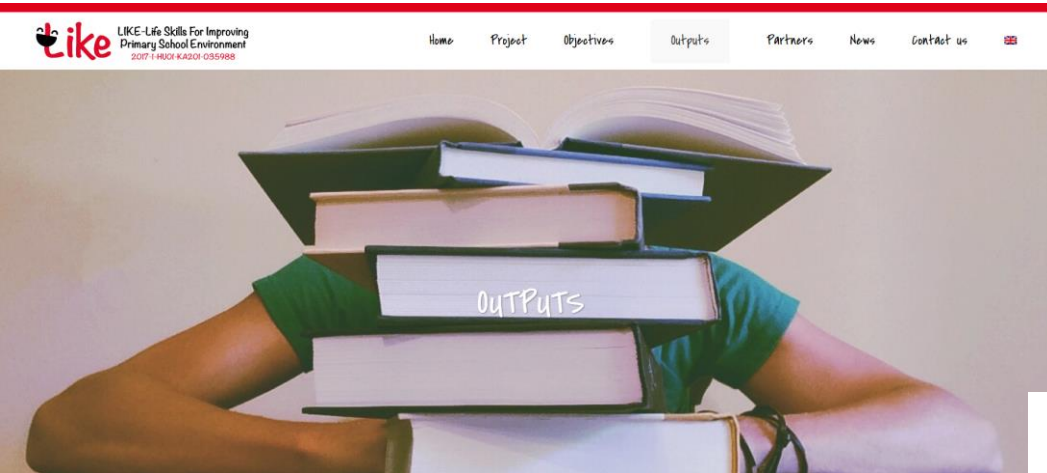 Like
LIKE-Life Skills For Improving
Primary School Environment
2017-1-HU01-KA201-035988
Home Project Objectives Outputs Partners News Contact us
OUTPUTS